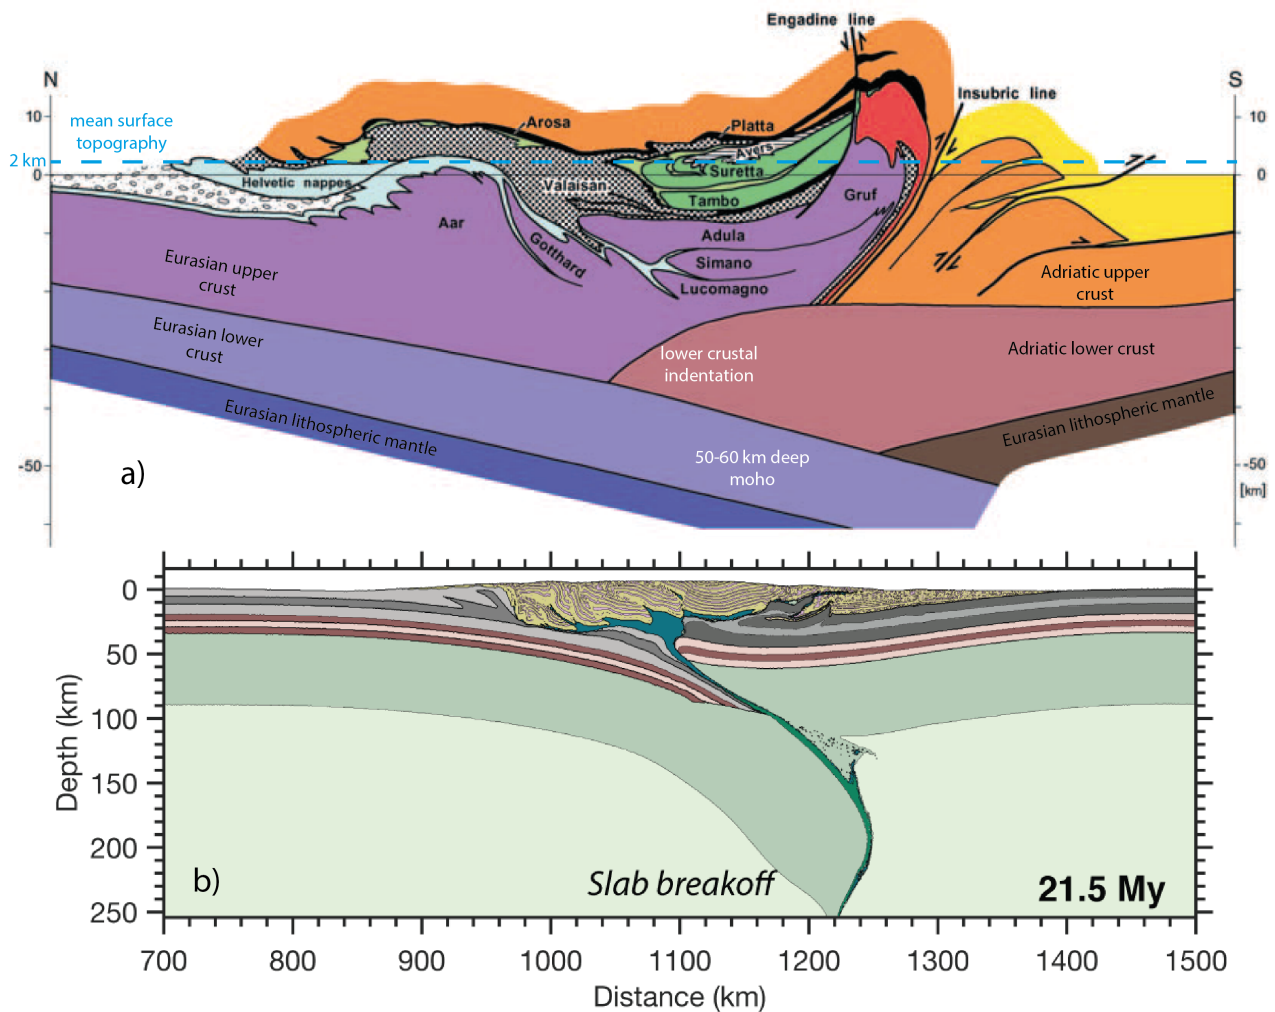 Engadine line
N
S
Insubric line
10
10
mean surface
topography
Arosa
Platta
Avers
2 km
0
0
Helvetic nappes
Valaisan
Suretta
Tambo
Gruf
Aar
Adula
Gotthard
Simano
Lucomagno
Eurasian upper
crust
Adriatic upper
crust
Eurasian lower
crust
lower crustal
indentation
Adriatic lower crust
Eurasian lithospheric mantle
Eurasian lithospheric mantle
50-60 km deep
moho
-50
-50
[km]
a)
0
50
100
150
200
250
Depth (km)
b)
Slab breakoff
21.5 My
700 800 900 1000 1100 1200 1300 1400 1500
Distance (km)